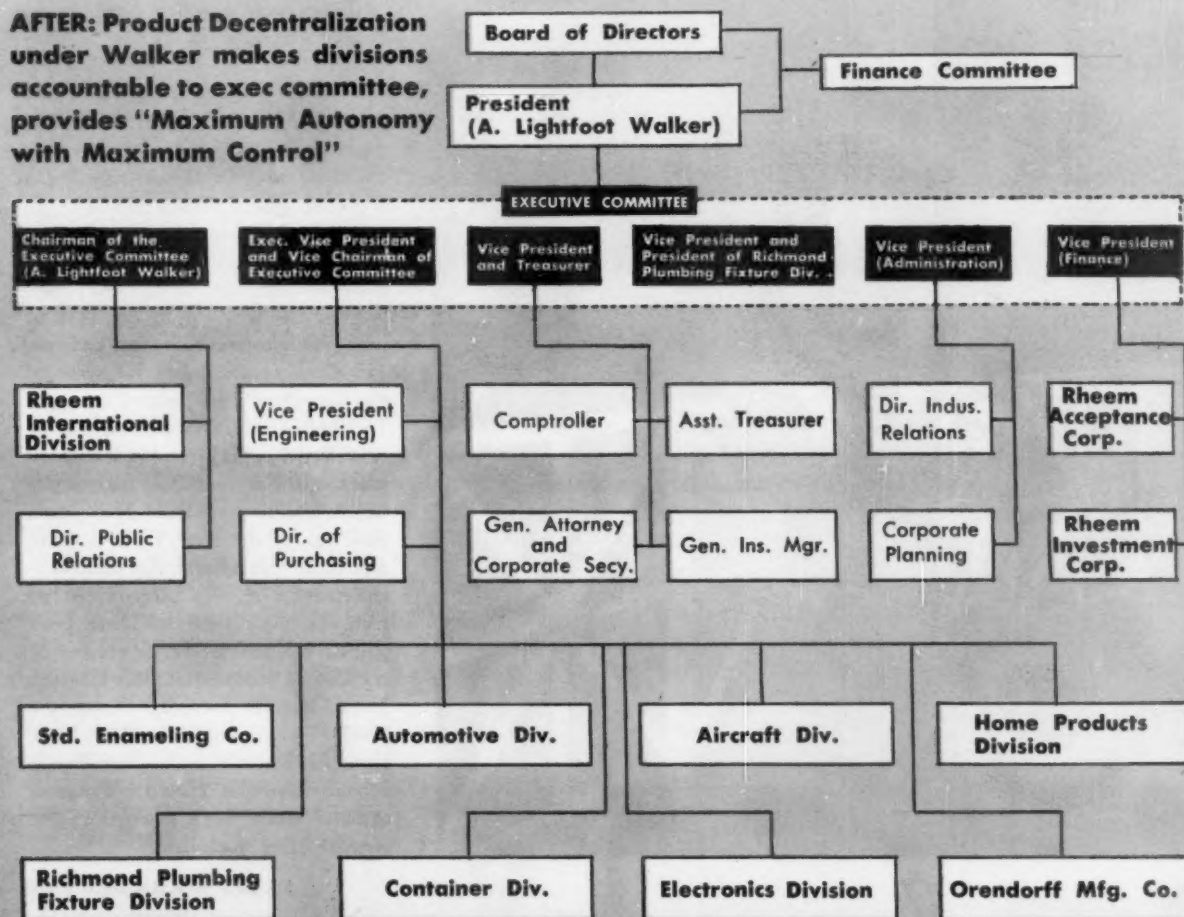 AFTER: Product Decentralization
under Walker makes divisions
accountable to exec committee,
provides "Maximum Autonomy
with Maximum Control"
Board of Directors
Finance Committee
President
(A. Lightfoot Walker)
EXECUTIVE COMMITTEE
Chairman of the
Executive Committee
(A. Lightfoot Walker)
Exec. Vice President
and Vice Chairman of
Executive Committee
Vice President
and Treasurer
Vice President and
President of Richmond
Plumbing Fixture Div.
Vice President
(Administration)
Vice President
(Finance)
Rheem
International
Division
Vice President
(Engineering)
Comptroller
Asst. Treasurer
Dir. Indus.
Relations
Rheem
Acceptance
Corp.
Dir. Public
Relations
Dir. of
Purchasing
Gen. Attorney
and
Corporate Secy.
Gen. Ins. Mgr.
Corporate
Planning
Rheem
Investment
Corp.
Std. Enameling Co.
Automotive Div.
Aircraft Div.
Home Products
Division
Richmond Plumbing
Fixture Division
Container Div.
Electronics Division
Orendorff Mfg. Co.